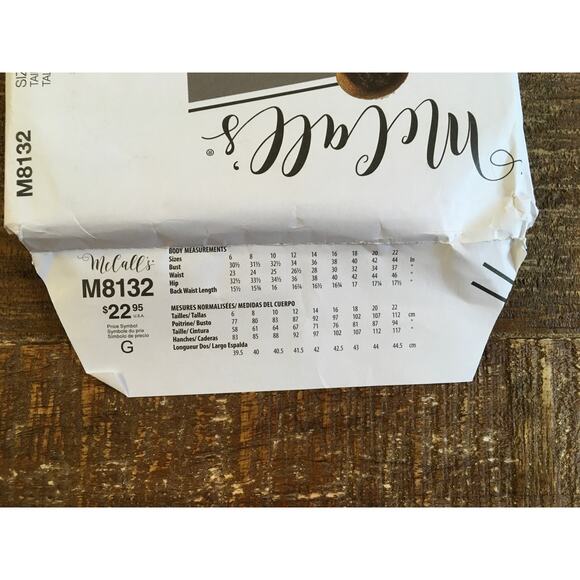 M8132
SIZ
TAI
TAL
McCall's®
McCall's
M8132
$22.95
U.S.A.
Price Symbol
Symbole du prix
Símbolo de precio
G
BODY MEASUREMENTS
Sizes 6 8 10 12 14 16 18 20 22
Bust 30½ 31½ 32½ 34 36 38 40 42 44 In
Waist 23 24 25 26½ 28 30 32 34 37 "
Hip 32½ 33½ 34½ 36 38 40 42 44 46 "
Back Waist Length 15½ 15¾ 16 16¼ 16½ 16¾ 17 17¼ 17½ "
MESURES NORMALISÉES/ MEDIDAS DEL CUERPO
Tailles/Tallas 6 8 10 12 14 16 18 20 22
Poitrine/ Busto 77 80 83 87 92 97 102 107 112 cm
Taille/ Cintura 58 61 64 67 71 76 81 87 94 "
Hanches/ Caderas 83 85 88 92 97 102 107 112 117 "
Longueur Dos/ Largo Espalda 39.5 40 40.5 41.5 42 42.5 43 44 44.5 cm